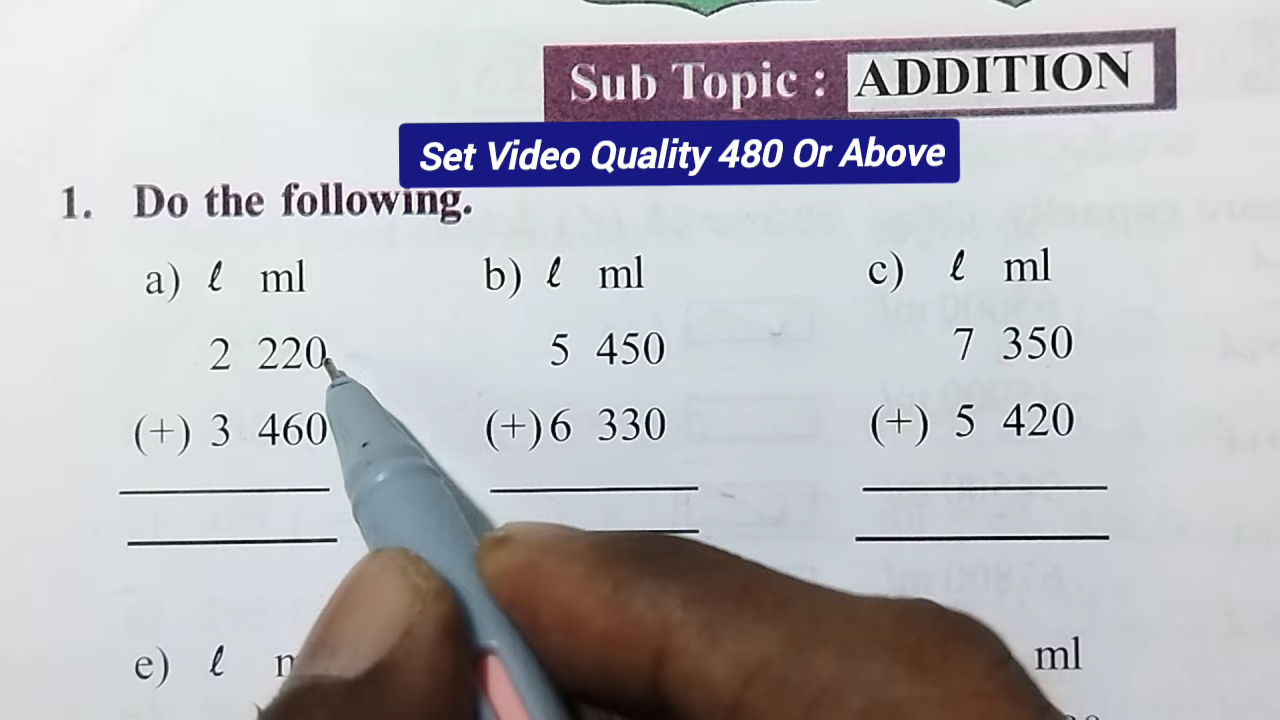 Sub Topic : ADDITION
Set Video Quality 480 Or Above
1. Do the following.
a) ℓ ml b) ℓ ml c) ℓ ml
2 220 5 450 7 350
(+) 3 460 (+) 6 330 (+) 5 420
e) ℓ ml